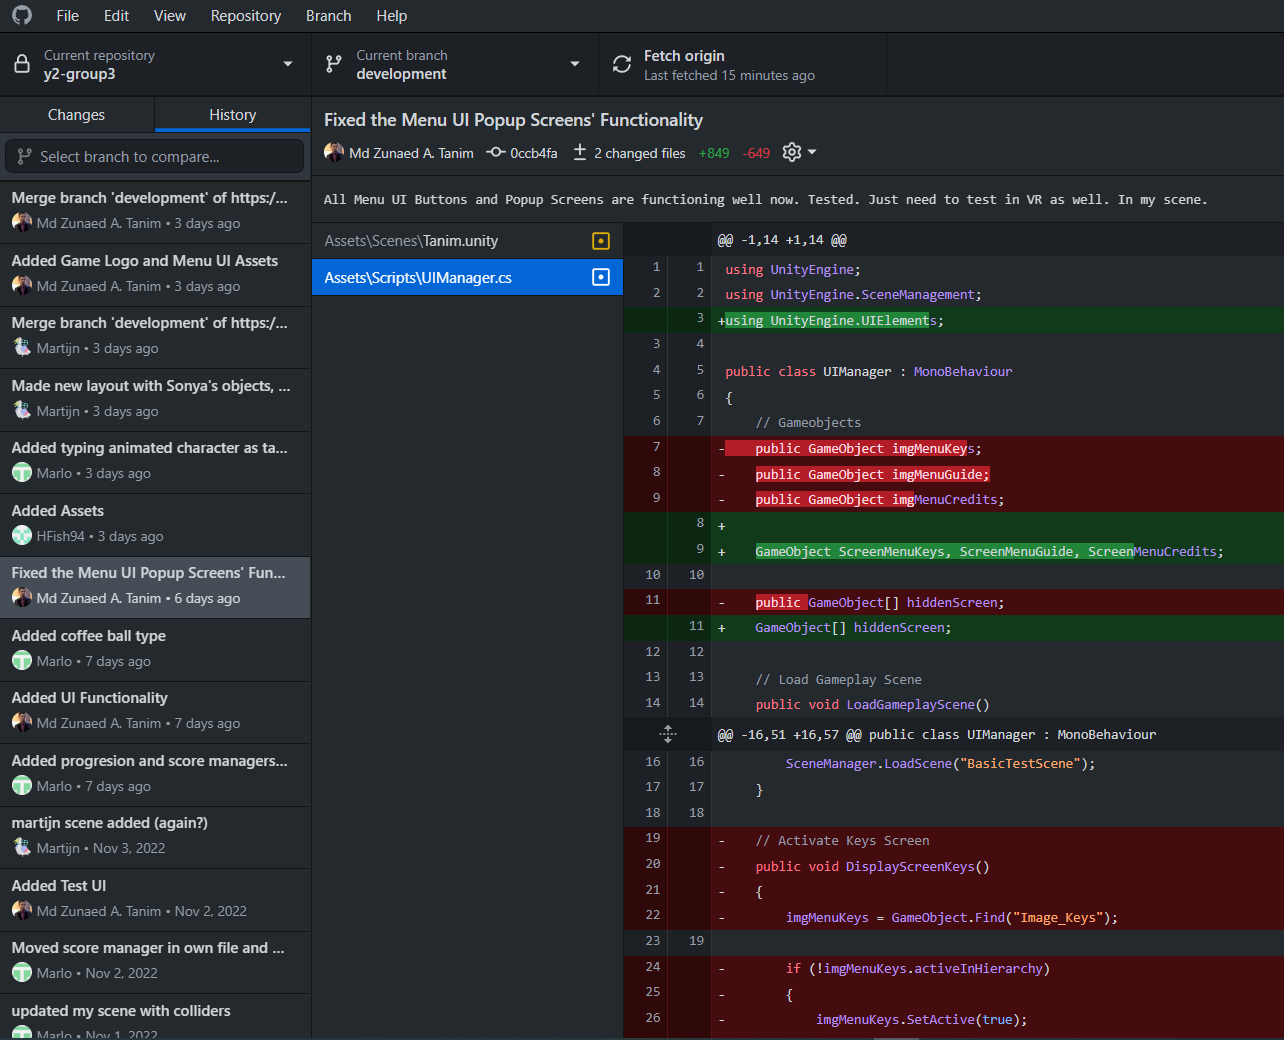 File Edit View Repository Branch Help
Current repository
y2-group3
Current branch
development
Fetch origin
Last fetched 15 minutes ago
Changes
History
Select branch to compare...
Merge branch 'development' of https:/...
Md Zunaed A. Tanim • 3 days ago
Added Game Logo and Menu UI Assets
Md Zunaed A. Tanim • 3 days ago
Merge branch 'development' of https:/...
Martijn • 3 days ago
Made new layout with Sonya's objects, ...
Martijn • 3 days ago
Added typing animated character as ta...
Marlo • 3 days ago
Added Assets
HFish94 • 3 days ago
Fixed the Menu UI Popup Screens' Fun...
Md Zunaed A. Tanim • 6 days ago
Added coffee ball type
Marlo • 7 days ago
Added UI Functionality
Md Zunaed A. Tanim • 7 days ago
Added progresion and score managers...
Marlo • 7 days ago
martijn scene added (again?)
Martijn • Nov 3, 2022
Added Test UI
Md Zunaed A. Tanim • Nov 2, 2022
Moved score manager in own file and ...
Marlo • Nov 2, 2022
updated my scene with colliders
Marlo • Nov 1, 2022
Fixed the Menu UI Popup Screens' Functionality
Md Zunaed A. Tanim 0ccb4fa 2 changed files +849 -649
All Menu UI Buttons and Popup Screens are functioning well now. Tested. Just need to test in VR as well. In my scene.
Assets\Scenes\Tanim.unity
Assets\Scripts\UIManager.cs
@@ -1,14 +1,14 @@
1 1 using UnityEngine;
2 2 using UnityEngine.SceneManagement;
3 +using UnityEngine.UIElements;
3 4
4 5 public class UIManager : MonoBehaviour
5 6 {
6 7 // Gameobjects
7 - public GameObject imgMenuKeys;
8 - public GameObject imgMenuGuide;
9 - public GameObject imgMenuCredits;
8 +
9 + GameObject ScreenMenuKeys, ScreenMenuGuide, ScreenMenuCredits;
10 10
11 - public GameObject[] hiddenScreen;
11 + GameObject[] hiddenScreen;
12 12
13 13 // Load Gameplay Scene
14 14 public void LoadGameplayScene()
@@ -16,51 +16,57 @@ public class UIManager : MonoBehaviour
16 16 SceneManager.LoadScene("BasicTestScene");
17 17 }
18 18
19 - // Activate Keys Screen
20 - public void DisplayScreenKeys()
21 - {
22 - imgMenuKeys = GameObject.Find("Image_Keys");
23 19
24 - if (!imgMenuKeys.activeInHierarchy)
25 - {
26 - imgMenuKeys.SetActive(true);